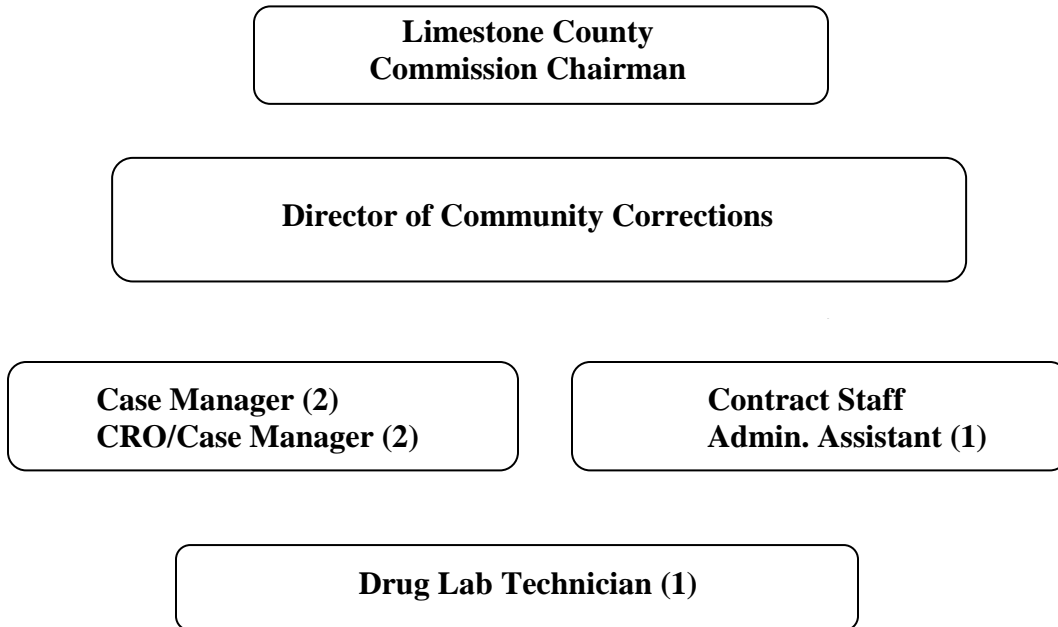 Limestone County
Commission Chairman
Director of Community Corrections
Case Manager (2)
CRO/Case Manager (2)
Contract Staff
Admin. Assistant (1)
Drug Lab Technician (1)